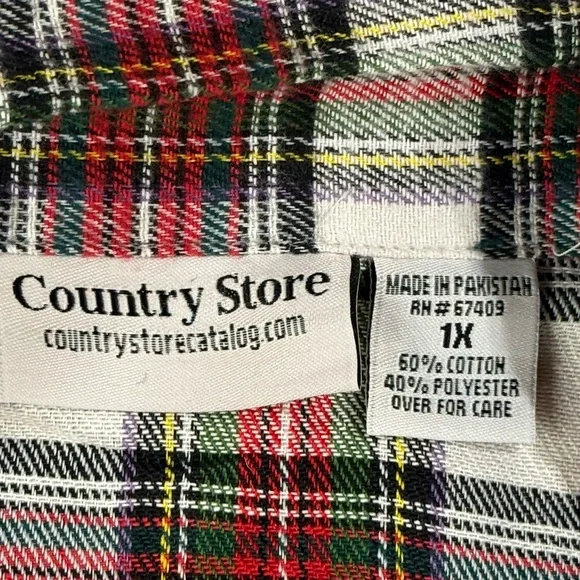 Country Store
countrystorecatalog.com
MADE IN PAKISTAN
RN# 67409
1X
60% COTTON
40% POLYESTER
OVER FOR CARE